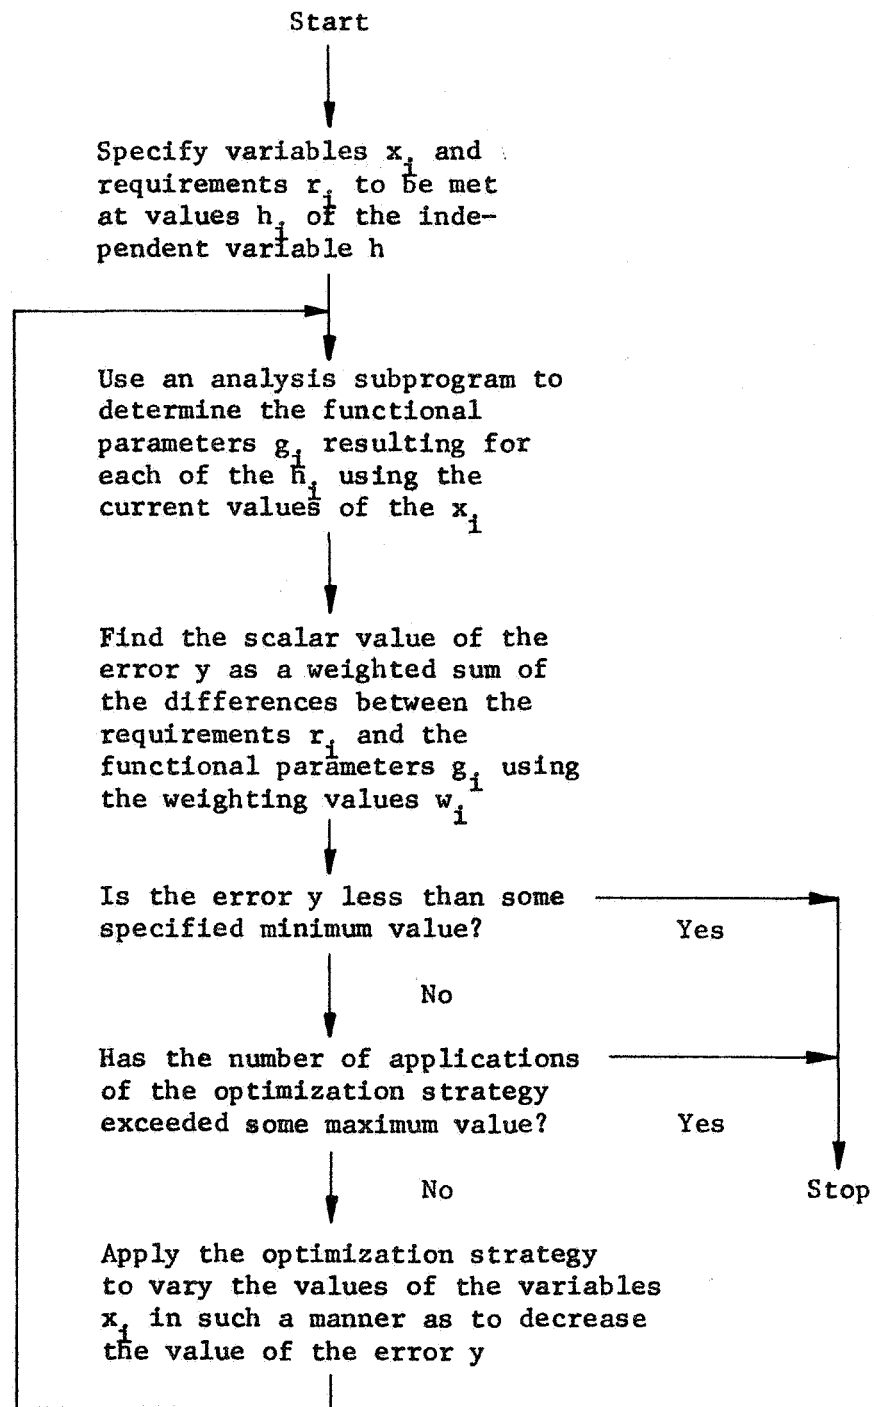 Start
Specify variables x_i and
requirements r_i to be met
at values h_i of the inde-
pendent variable h
Use an analysis subprogram to
determine the functional
parameters g_i resulting for
each of the h_i using the
current values of the x_i
Find the scalar value of the
error y as a weighted sum of
the differences between the
requirements r_i and the
functional parameters g_i using
the weighting values w_i
Is the error y less than some
specified minimum value?
Yes
No
Has the number of applications
of the optimization strategy
exceeded some maximum value?
Yes
No
Stop
Apply the optimization strategy
to vary the values of the variables
x_i in such a manner as to decrease
the value of the error y